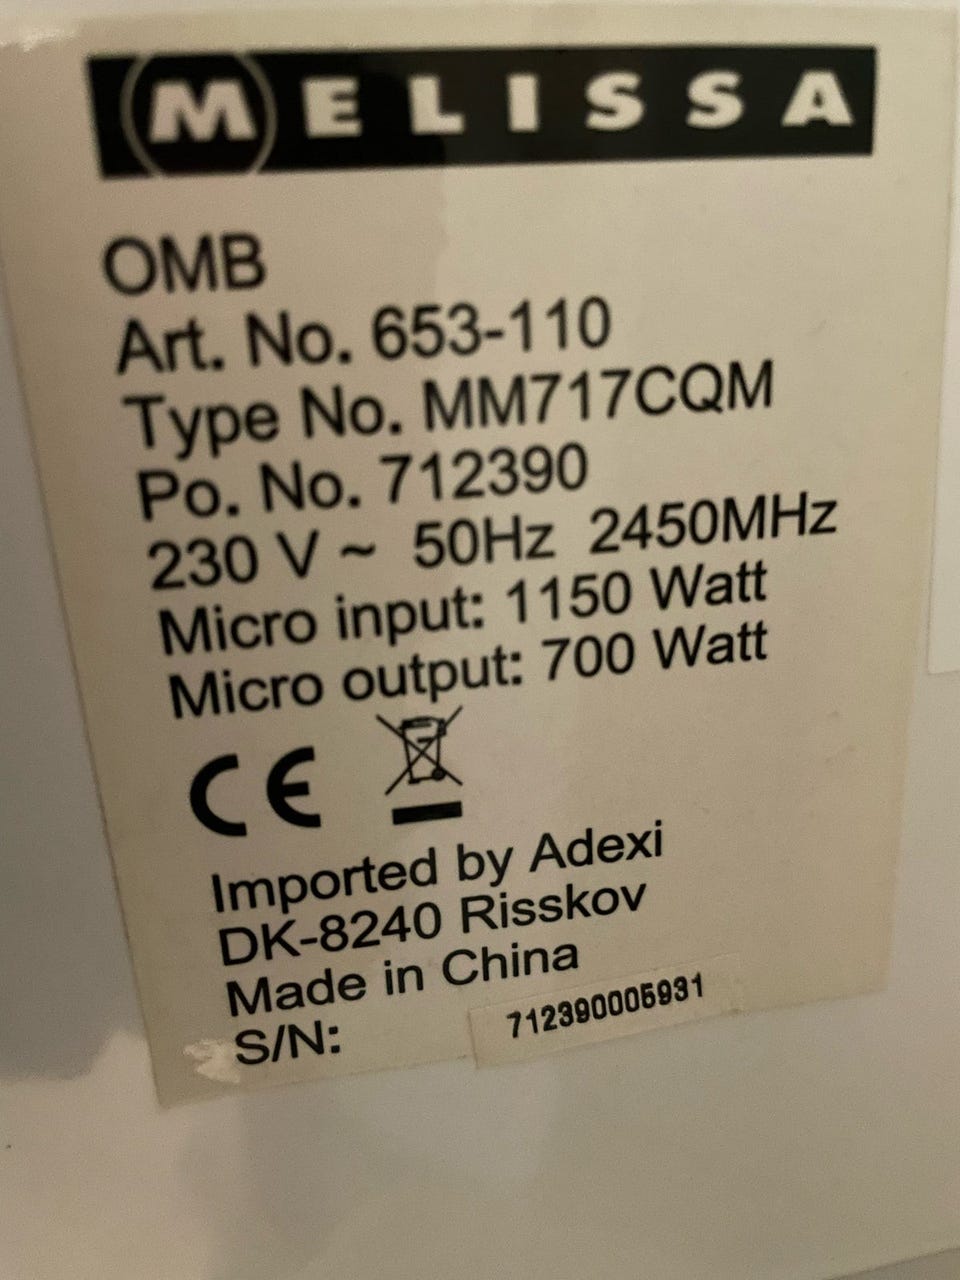 MELISSA
OMB
Art. No. 653-110
Type No. MM717CQM
Po. No. 712390
230 V ~ 50Hz 2450MHz
Micro input: 1150 Watt
Micro output: 700 Watt
CE
Imported by Adexi
DK-8240 Risskov
Made in China
S/N: 712390005931